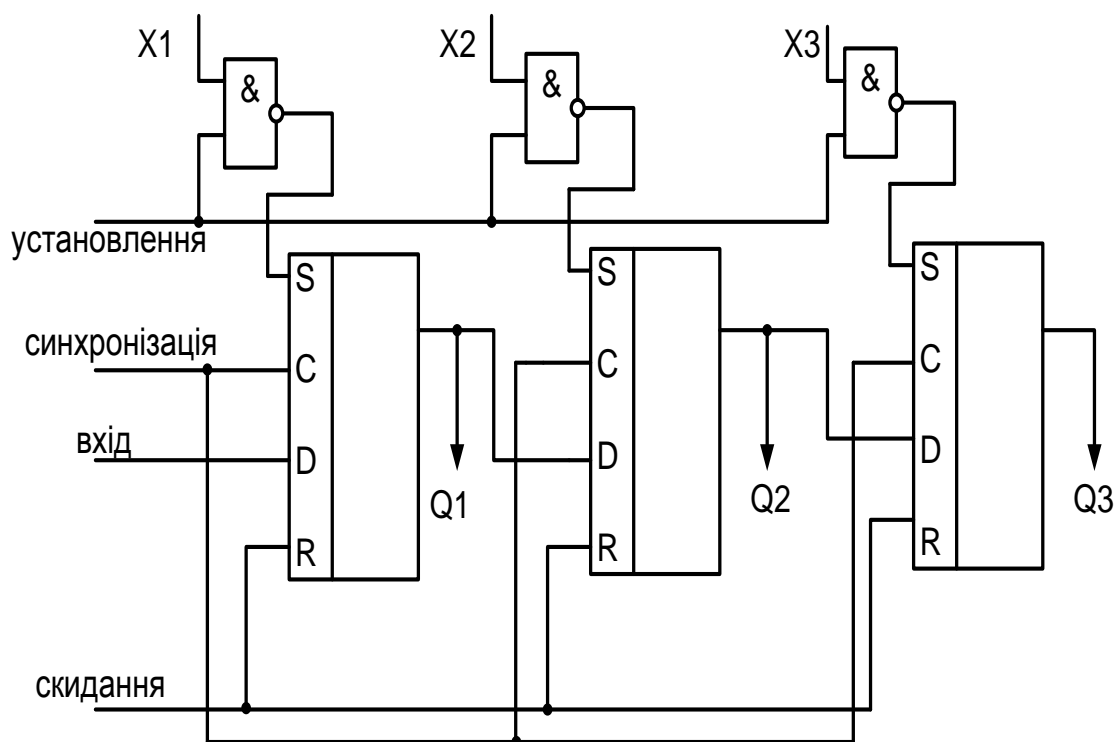 X1
X2
X3
&
&
&
установлення
S
S
S
синхронізація
C
C
C
вхід
D
D
D
Q1
Q2
Q3
R
R
R
скидання